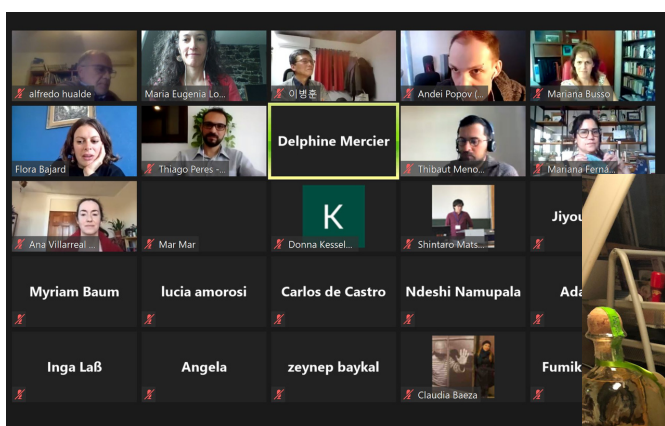 alfredo hualde
Maria Eugenia Lo...
이병훈
Andei Popov (...
Mariana Busso
Flora Bajard
Thiago Peres -...
Delphine Mercier
Thibaut Meno...
Mariana Ferna...
Ana Villarreal ...
Mar Mar
K
Donna Kessel...
Shintaro Mats...
Jiyou
Myriam Baum
lucia amorosi
Carlos de Castro
Ndeshi Namupala
Ada
Inga Laß
Angela
zeynep baykal
Claudia Baeza
Fumik